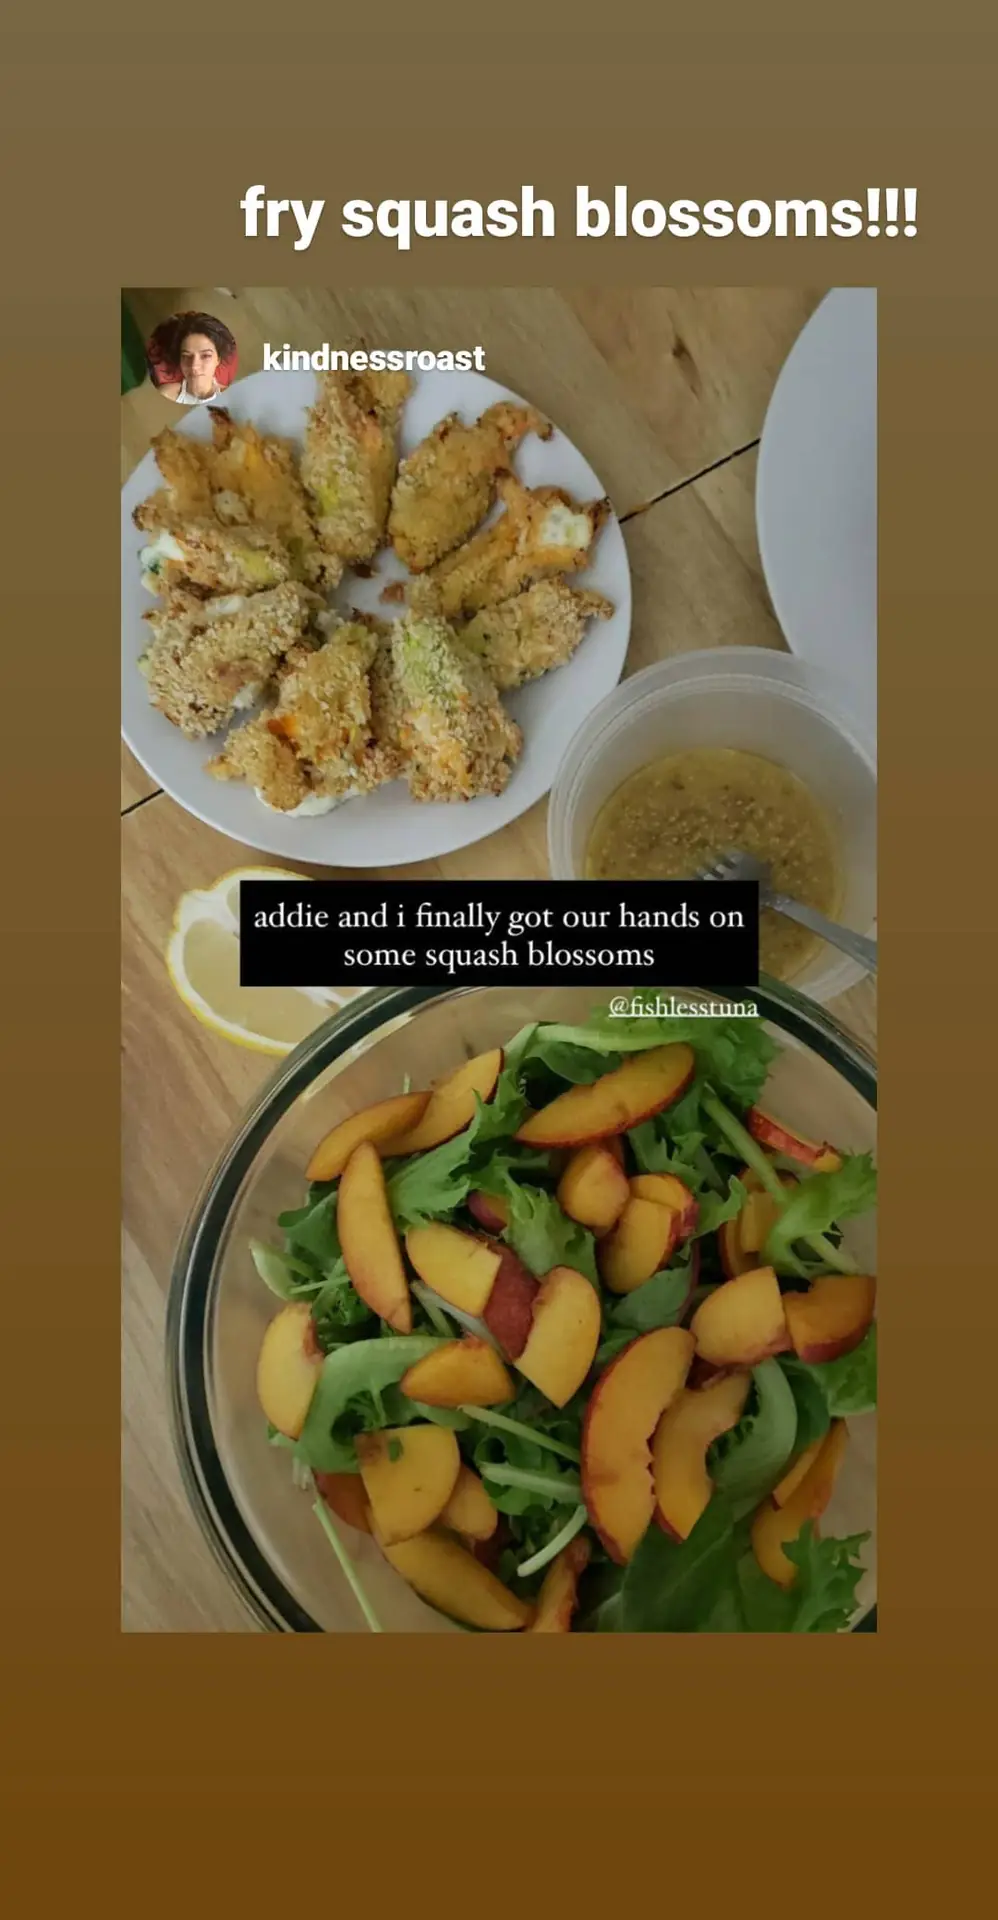 fry squash blossoms!!!
kindnessroast
addie and i finally got our hands on
some squash blossoms
@fishlesstuna